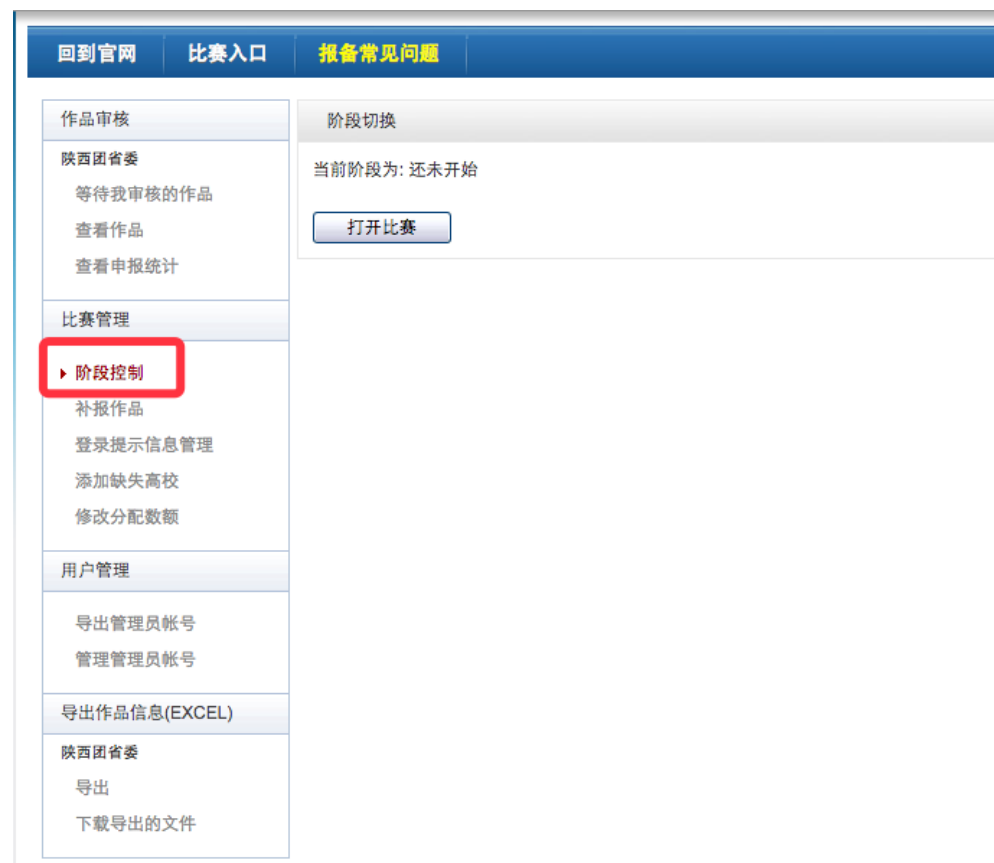 回到官网 比赛入口 报备常见问题
作品审核
陕西团省委
等待我审核的作品
查看作品
查看申报统计
比赛管理
阶段控制
补报作品
登录提示信息管理
添加缺失高校
修改分配数额
用户管理
导出管理员帐号
管理管理员帐号
导出作品信息(EXCEL)
陕西团省委
导出
下载导出的文件
阶段切换
当前阶段为: 还未开始
打开比赛